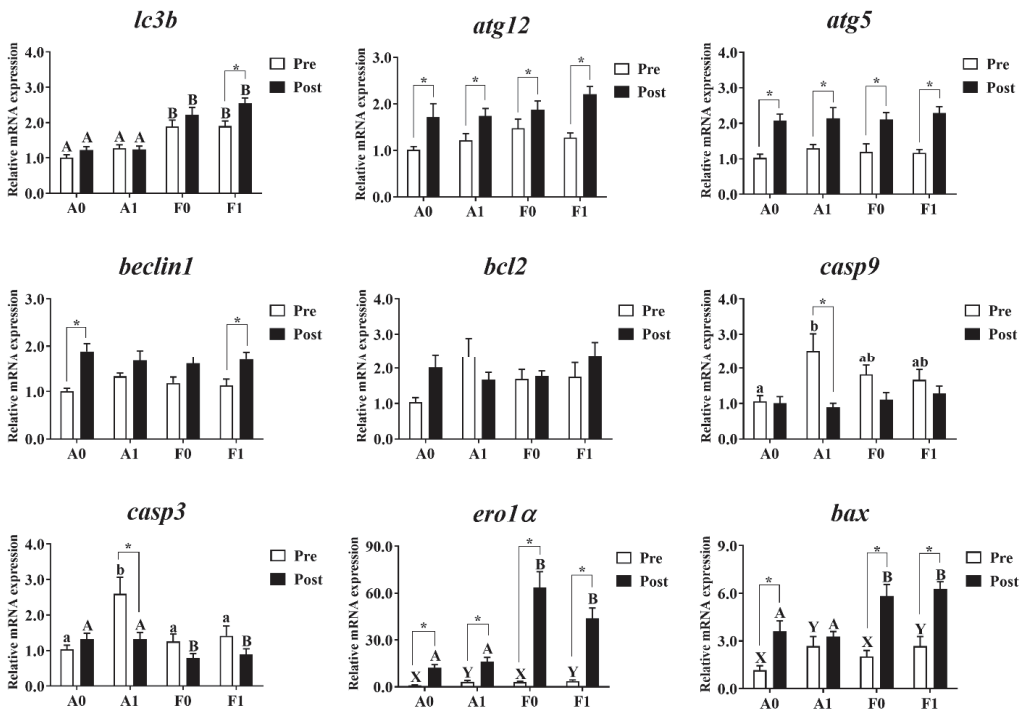 lc3b
Relative mRNA expression
4.0
3.0
2.0
1.0
0.0
A A A A B B B B
*
A0 A1 F0 F1
Pre
Post
atg12
Relative mRNA expression
3.0
2.0
1.0
0.0
* * * *
A0 A1 F0 F1
Pre
Post
atg5
Relative mRNA expression
4.0
3.0
2.0
1.0
0.0
* * * *
A0 A1 F0 F1
Pre
Post
beclin1
Relative mRNA expression
3.0
2.0
1.0
0.0
* *
A0 A1 F0 F1
Pre
Post
bcl2
Relative mRNA expression
4.0
3.0
2.0
1.0
0.0
A0 A1 F0 F1
Pre
Post
casp9
Relative mRNA expression
4.0
3.0
2.0
1.0
0.0
a b ab ab
*
A0 A1 F0 F1
Pre
Post
casp3
Relative mRNA expression
4.0
3.0
2.0
1.0
0.0
a A b A a B a B
*
A0 A1 F0 F1
Pre
Post
ero1α
Relative mRNA expression
90.0
60.0
30.0
0.0
X A Y A X B Y B
* * * *
A0 A1 F0 F1
Pre
Post
bax
Relative mRNA expression
9.0
6.0
3.0
0.0
X A Y A X B Y B
* * *
A0 A1 F0 F1
Pre
Post